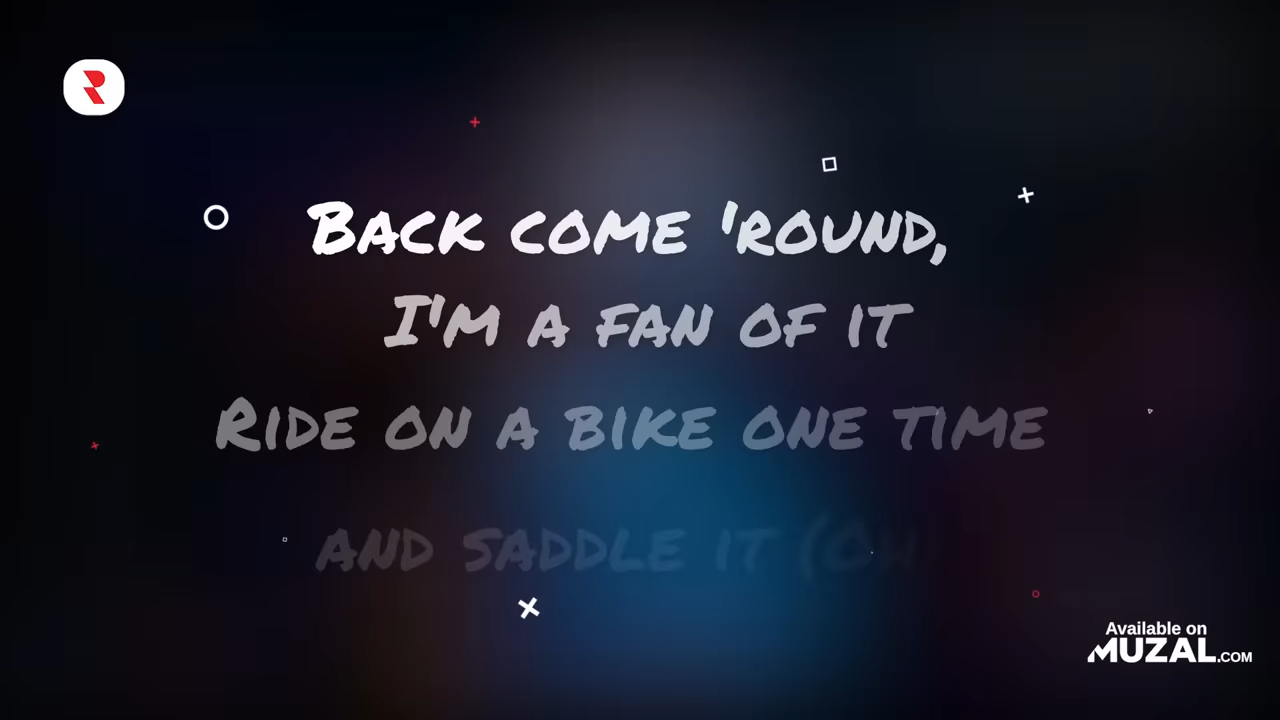 Back come 'round,
I'm a fan of it
Ride on a bike one time
and saddle it (Oh
Available on
MUZAL.COM